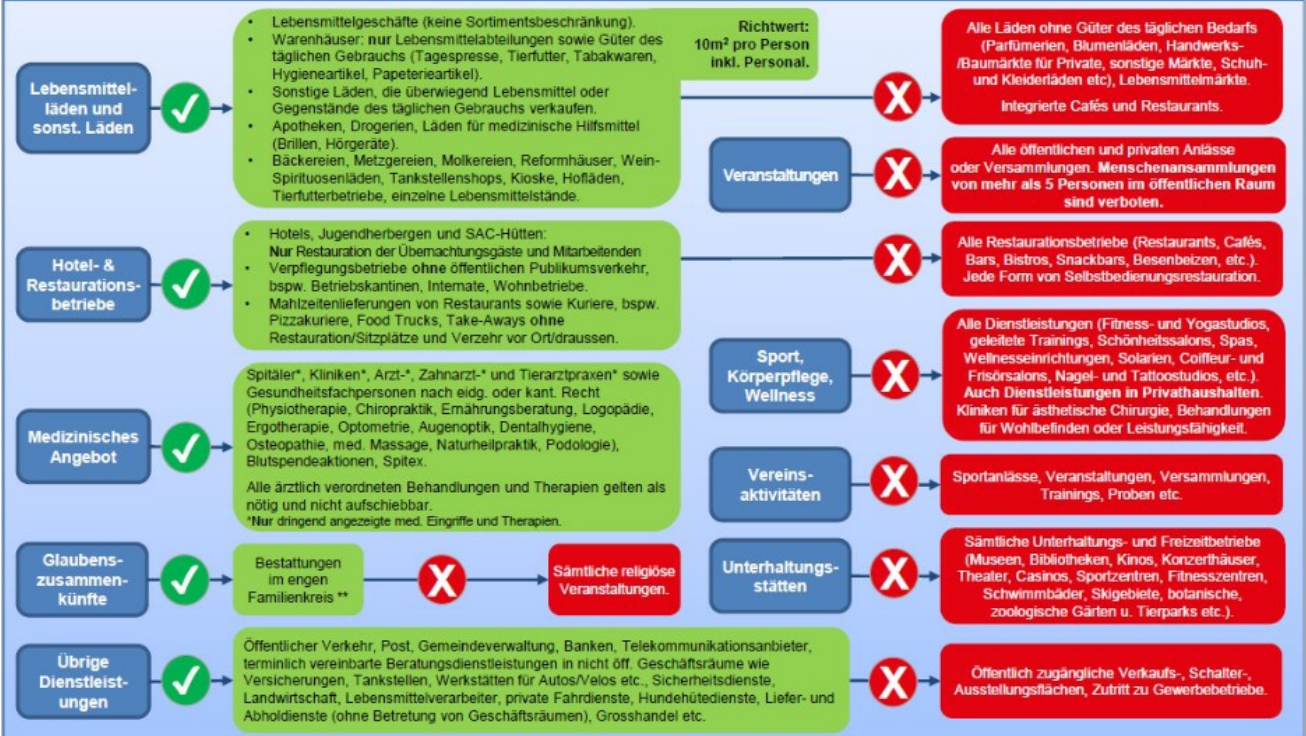 Lebensmittel-
läden und
sonst. Läden
• Lebensmittelgeschäfte (keine Sortimentsbeschränkung).
• Warenhäuser: nur Lebensmittelabteilungen sowie Güter des
täglichen Gebrauchs (Tagespresse, Tierfutter, Tabakwaren,
Hygieneartikel, Papeterieartikel).
• Sonstige Läden, die überwiegend Lebensmittel oder
Gegenstände des täglichen Gebrauchs verkaufen.
• Apotheken, Drogerien, Läden für medizinische Hilfsmittel
(Brillen, Hörgeräte).
• Bäckereien, Metzgereien, Molkereien, Reformhäuser, Wein-
Spirituosenläden, Tankstellenshops, Kioske, Hofläden,
Tierfutterbetriebe, einzelne Lebensmittelstände.
Richtwert:
10m² pro Person
inkl. Personal.
X
Alle Läden ohne Güter des täglichen Bedarfs
(Parfümerien, Blumenläden, Handwerks-
/Baumärkte für Private, sonstige Märkte, Schuh-
und Kleiderläden etc), Lebensmittelmärkte.
Integrierte Cafés und Restaurants.
Veranstaltungen
X
Alle öffentlichen und privaten Anlässe
oder Versammlungen. Menschenansammlungen
von mehr als 5 Personen im öffentlichen Raum
sind verboten.
Hotel- &
Restaurations-
betriebe
• Hotels, Jugendherbergen und SAC-Hütten:
Nur Restauration der Übernachtungsgäste und Mitarbeitenden
• Verpflegungsbetriebe ohne öffentlichen Publikumsverkehr,
bspw. Betriebskantinen, Internate, Wohnbetriebe.
• Mahlzeitenlieferungen von Restaurants sowie Kuriere, bspw.
Pizzakuriere, Food Trucks, Take-Aways ohne
Restauration/Sitzplätze und Verzehr vor Ort/draussen.
X
Alle Restaurationsbetriebe (Restaurants, Cafés,
Bars, Bistros, Snackbars, Besenbeizen, etc.).
Jede Form von Selbstbedienungsrestauration.
Sport,
Körperpflege,
Wellness
X
Alle Dienstleistungen (Fitness- und Yogastudios,
geleitete Trainings, Schönheitssalons, Spas,
Wellnesseinrichtungen, Solarien, Coiffeur- und
Frisörsalons, Nagel- und Tattoostudios, etc.).
Auch Dienstleistungen in Privathaushalten.
Kliniken für ästhetische Chirurgie, Behandlungen
für Wohlbefinden oder Leistungsfähigkeit.
Medizinisches
Angebot
Spitäler*, Kliniken*, Arzt-*, Zahnarzt-* und Tierarztpraxen* sowie
Gesundheitsfachpersonen nach eidg. oder kant. Recht
(Physiotherapie, Chiropraktik, Ernährungsberatung, Logopädie,
Ergotherapie, Optometrie, Augenoptik, Dentalhygiene,
Osteopathie, med. Massage, Naturheilpraktik, Podologie),
Blutspendeaktionen, Spitex.
Alle ärztlich verordneten Behandlungen und Therapien gelten als
nötig und nicht aufschiebbar.
*Nur dringend angezeigte med. Eingriffe und Therapien.
Vereins-
aktivitäten
X
Sportanlässe, Veranstaltungen, Versammlungen,
Trainings, Proben etc.
Glaubens-
zusammen-
künfte
Bestattungen
im engen
Familienkreis **
X
Sämtliche religiöse
Veranstaltungen.
Unterhaltungs-
stätten
X
Sämtliche Unterhaltungs- und Freizeitbetriebe
(Museen, Bibliotheken, Kinos, Konzerthäuser,
Theater, Casinos, Sportzentren, Fitnesszentren,
Schwimmbäder, Skigebiete, botanische,
zoologische Gärten u. Tierparks etc.).
Übrige
Dienstleist-
ungen
Öffentlicher Verkehr, Post, Gemeindeverwaltung, Banken, Telekommunikationsanbieter,
terminlich vereinbarte Beratungsdienstleistungen in nicht öff. Geschäftsräume wie
Versicherungen, Tankstellen, Werkstätten für Autos/Velos etc., Sicherheitsdienste,
Landwirtschaft, Lebensmittelverarbeiter, private Fahrdienste, Hundehütedienste, Liefer- und
Abholdienste (ohne Betretung von Geschäftsräumen), Grosshandel etc.
X
Öffentlich zugängliche Verkaufs-, Schalter-,
Ausstellungsflächen, Zutritt zu Gewerbebetriebe.